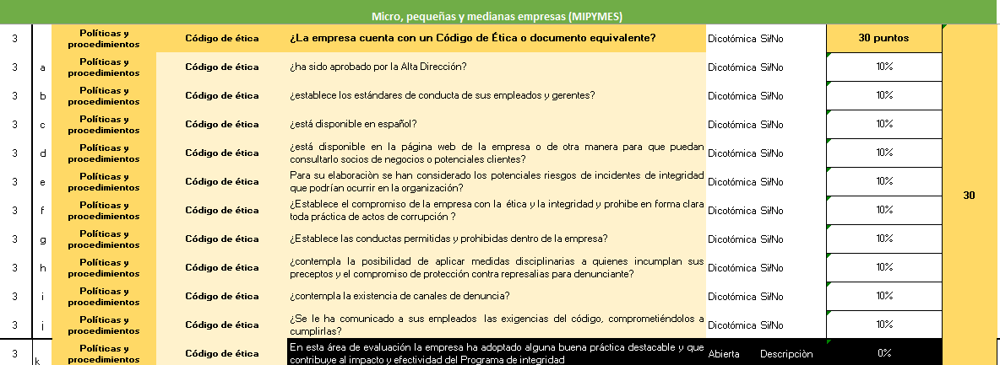 Micro, pequeñas y medianas empresas (MIPYMES)
3 Políticas y procedimientos Código de ética ¿La empresa cuenta con un Código de Ética o documento equivalente? Dicotómica Si/No 30 puntos
3 a Políticas y procedimientos Código de ética ¿ha sido aprobado por la Alta Dirección? Dicotómica Si/No 10%
3 b Políticas y procedimientos Código de ética ¿establece los estándares de conducta de sus empleados y gerentes? Dicotómica Si/No 10%
3 c Políticas y procedimientos Código de ética ¿está disponible en español? Dicotómica Si/No 10%
3 d Políticas y procedimientos Código de ética ¿está disponible en la página web de la empresa o de otra manera para que puedan consultarlo socios de negocios o potenciales clientes? Dicotómica Si/No 10%
3 e Políticas y procedimientos Código de ética Para su elaboraciòn se han considerado los potenciales riesgos de incidentes de integridad que podrían ocurrir en la organización? Dicotómica Si/No 10%
3 f Políticas y procedimientos Código de ética ¿Establece el compromiso de la empresa con la ética y la integridad y prohibe en forma clara toda práctica de actos de corrupción ? Dicotómica Si/No 10%
30
3 g Políticas y procedimientos Código de ética ¿Establece las conductas permitidas y prohibidas dentro de la empresa? Dicotómica Si/No 10%
3 h Políticas y procedimientos Código de ética ¿contempla la posibilidad de aplicar medidas disciplinarias a quienes incumplan sus preceptos y el compromiso de protección contra represalias para denunciante? Dicotómica Si/No 10%
3 i Políticas y procedimientos Código de ética ¿contempla la existencia de canales de denuncia? Dicotómica Si/No 10%
3 j Políticas y procedimientos Código de ética ¿Se le ha comunicado a sus empleados las exigencias del código, comprometiéndolos a cumplirlas? Dicotómica Si/No 10%
3 k Políticas y procedimientos Código de ética En esta área de evaluación la empresa ha adoptado alguna buena práctica destacable y que contribuye al impacto y efectividad del Programa de integridad Abierta Descripciòn 0%